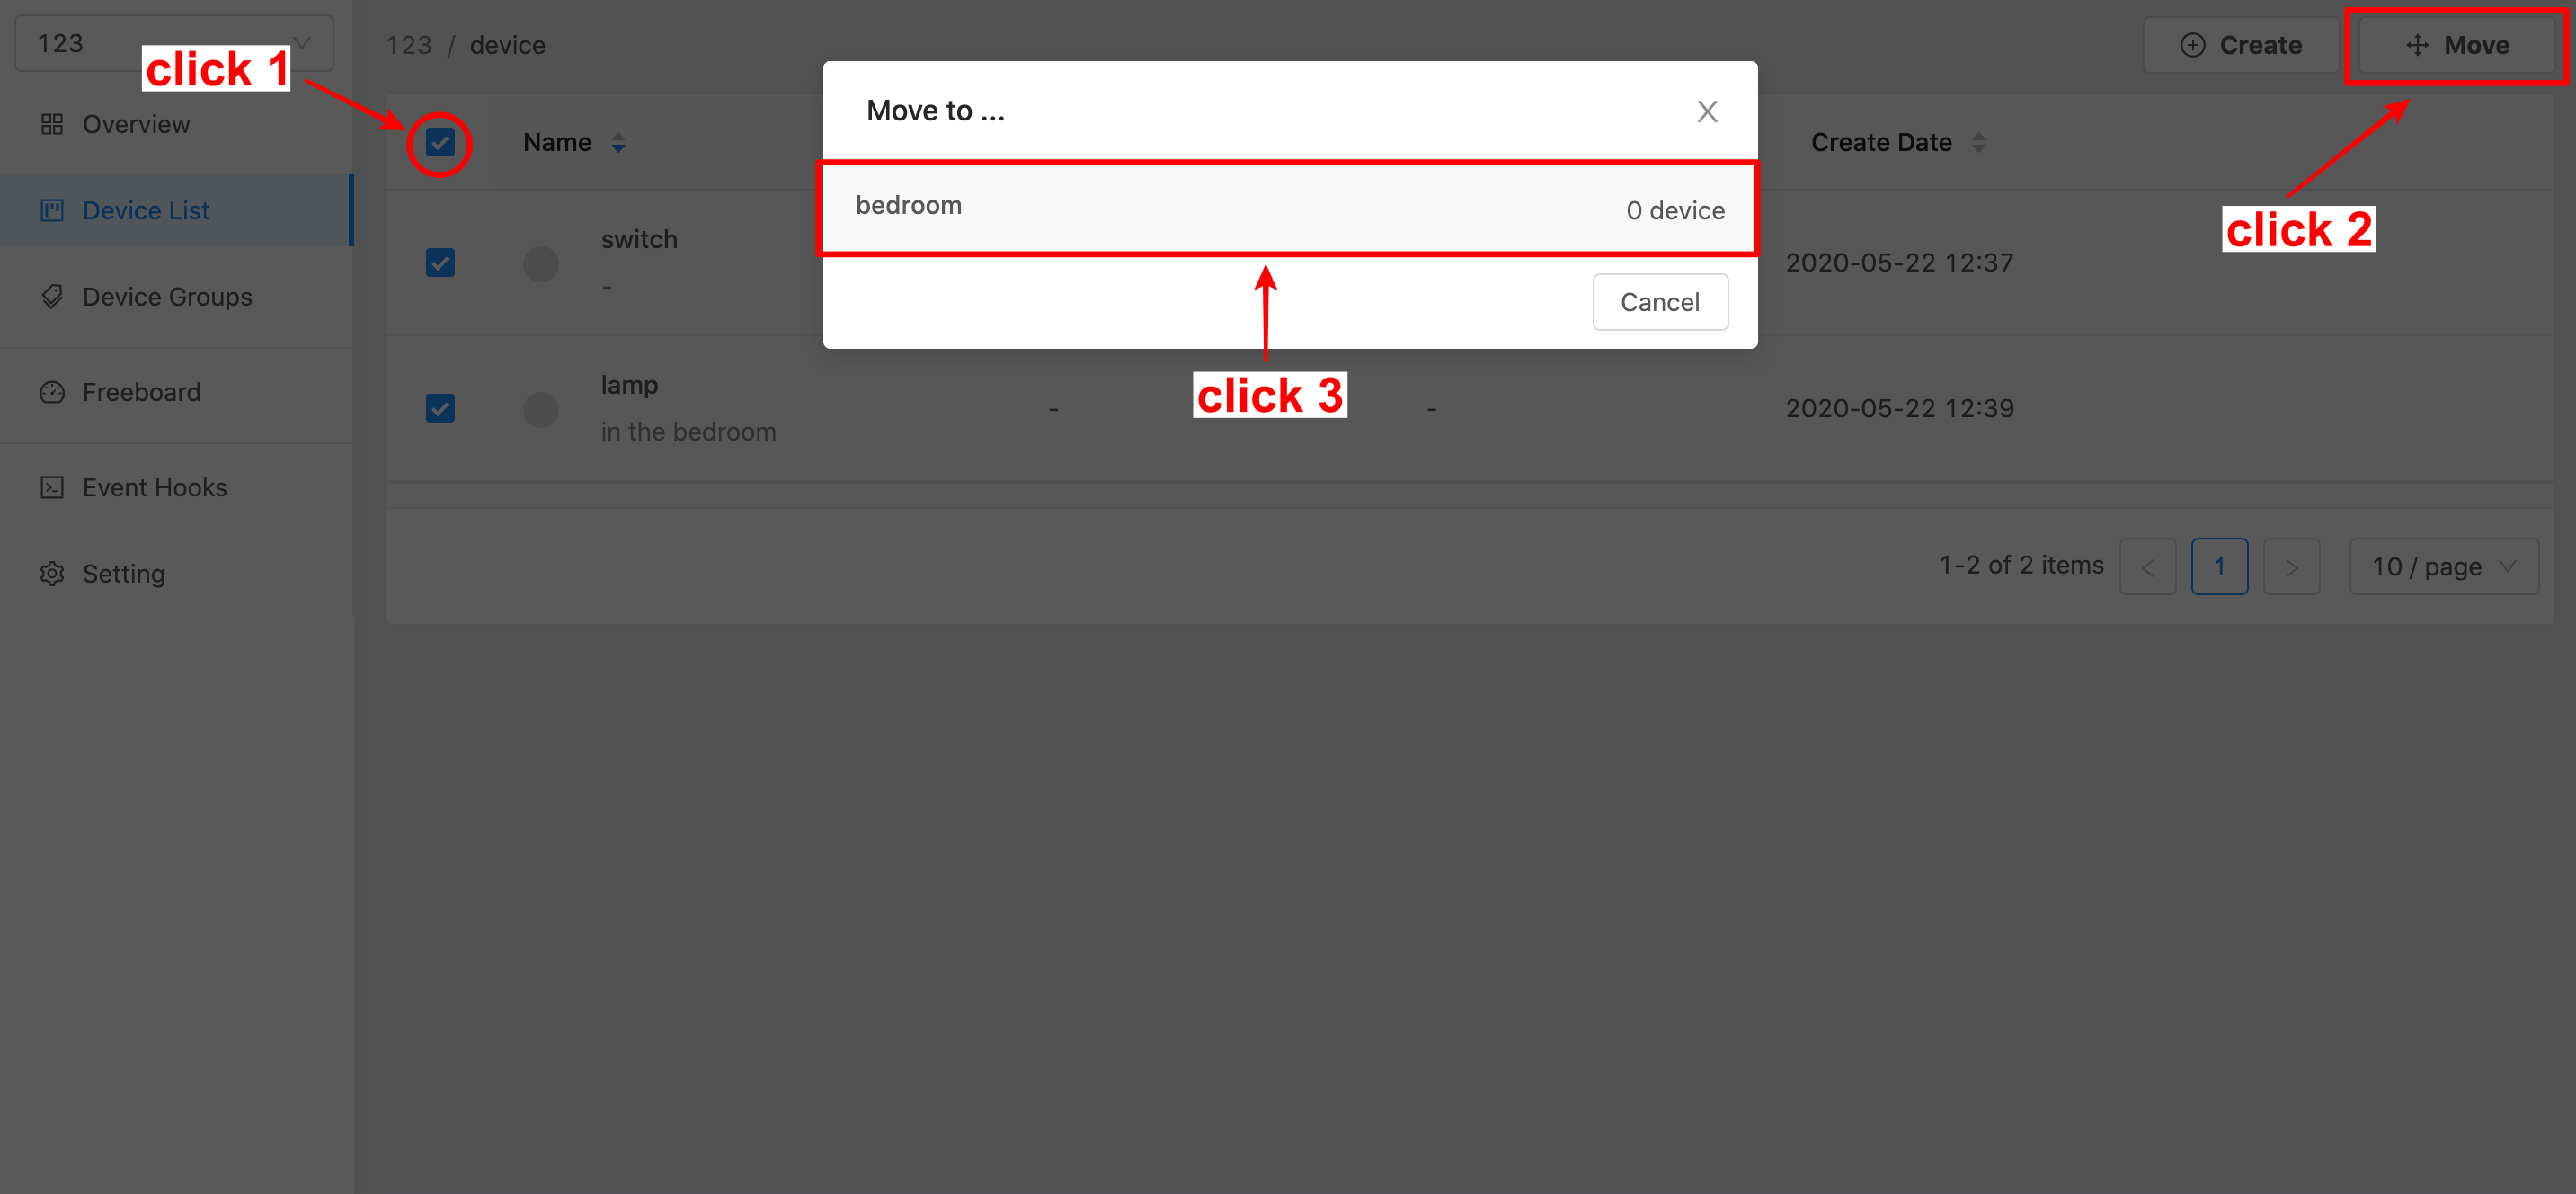 123
click 1
Overview
Device List
Device Groups
Freeboard
Event Hooks
Setting
123 / device
Create
Move
click 2
Name
Create Date
switch
-
2020-05-22 12:37
lamp
in the bedroom
-
-
2020-05-22 12:39
Move to ...
X
bedroom
0 device
Cancel
click 3
1-2 of 2 items
<
1
>
10 / page